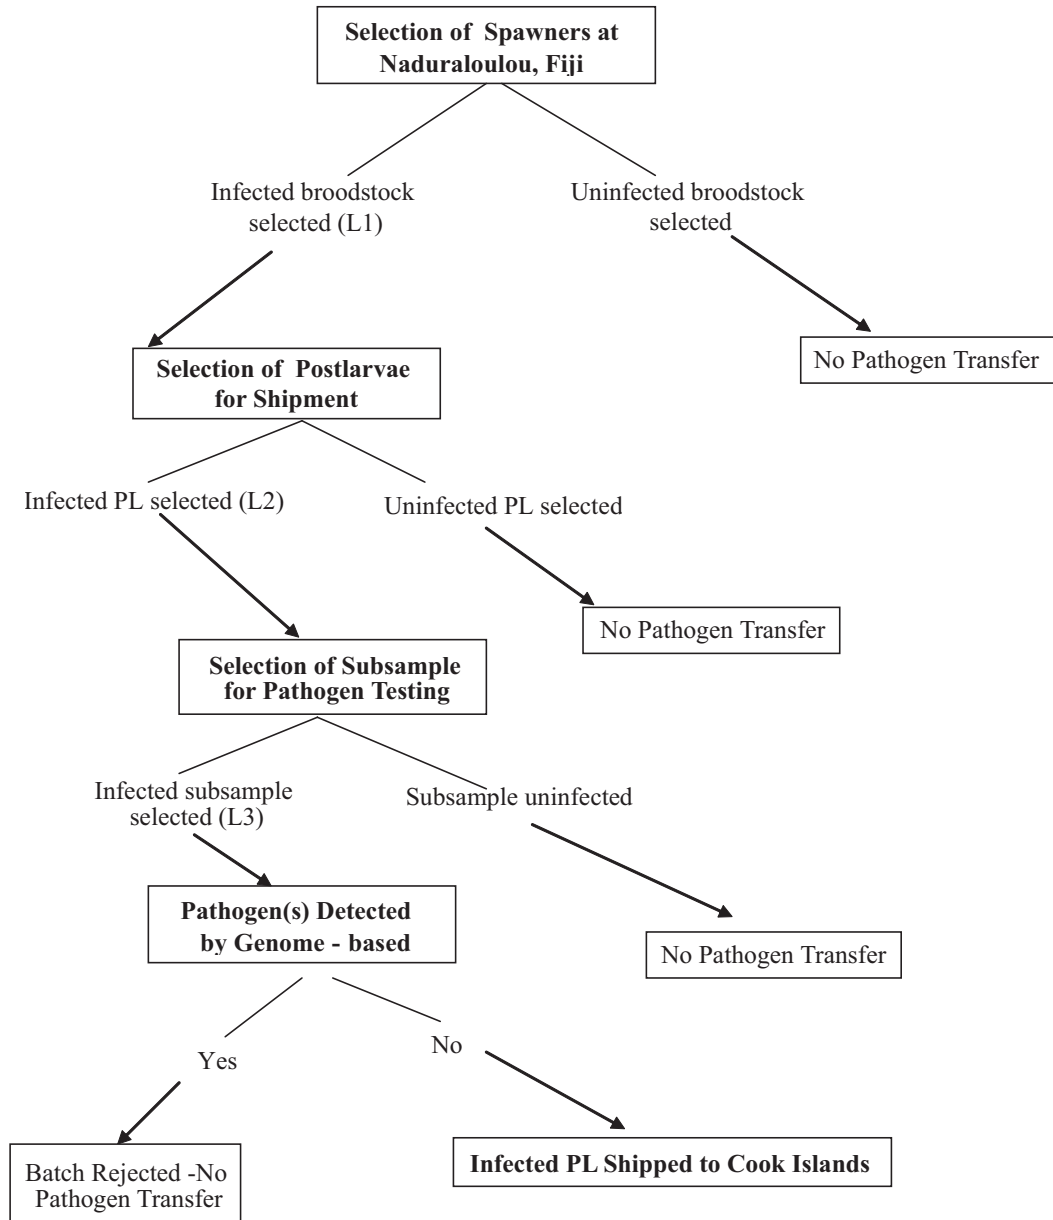 Selection of Spawners at
Naduraloulou, Fiji
Infected broodstock
selected (L1)
Uninfected broodstock
selected
No Pathogen Transfer
Selection of Postlarvae
for Shipment
Infected PL selected (L2)
Uninfected PL selected
No Pathogen Transfer
Selection of Subsample
for Pathogen Testing
Infected subsample
selected (L3)
Subsample uninfected
Pathogen(s) Detected
by Genome - based
No Pathogen Transfer
Yes
No
Batch Rejected -No
Pathogen Transfer
Infected PL Shipped to Cook Islands